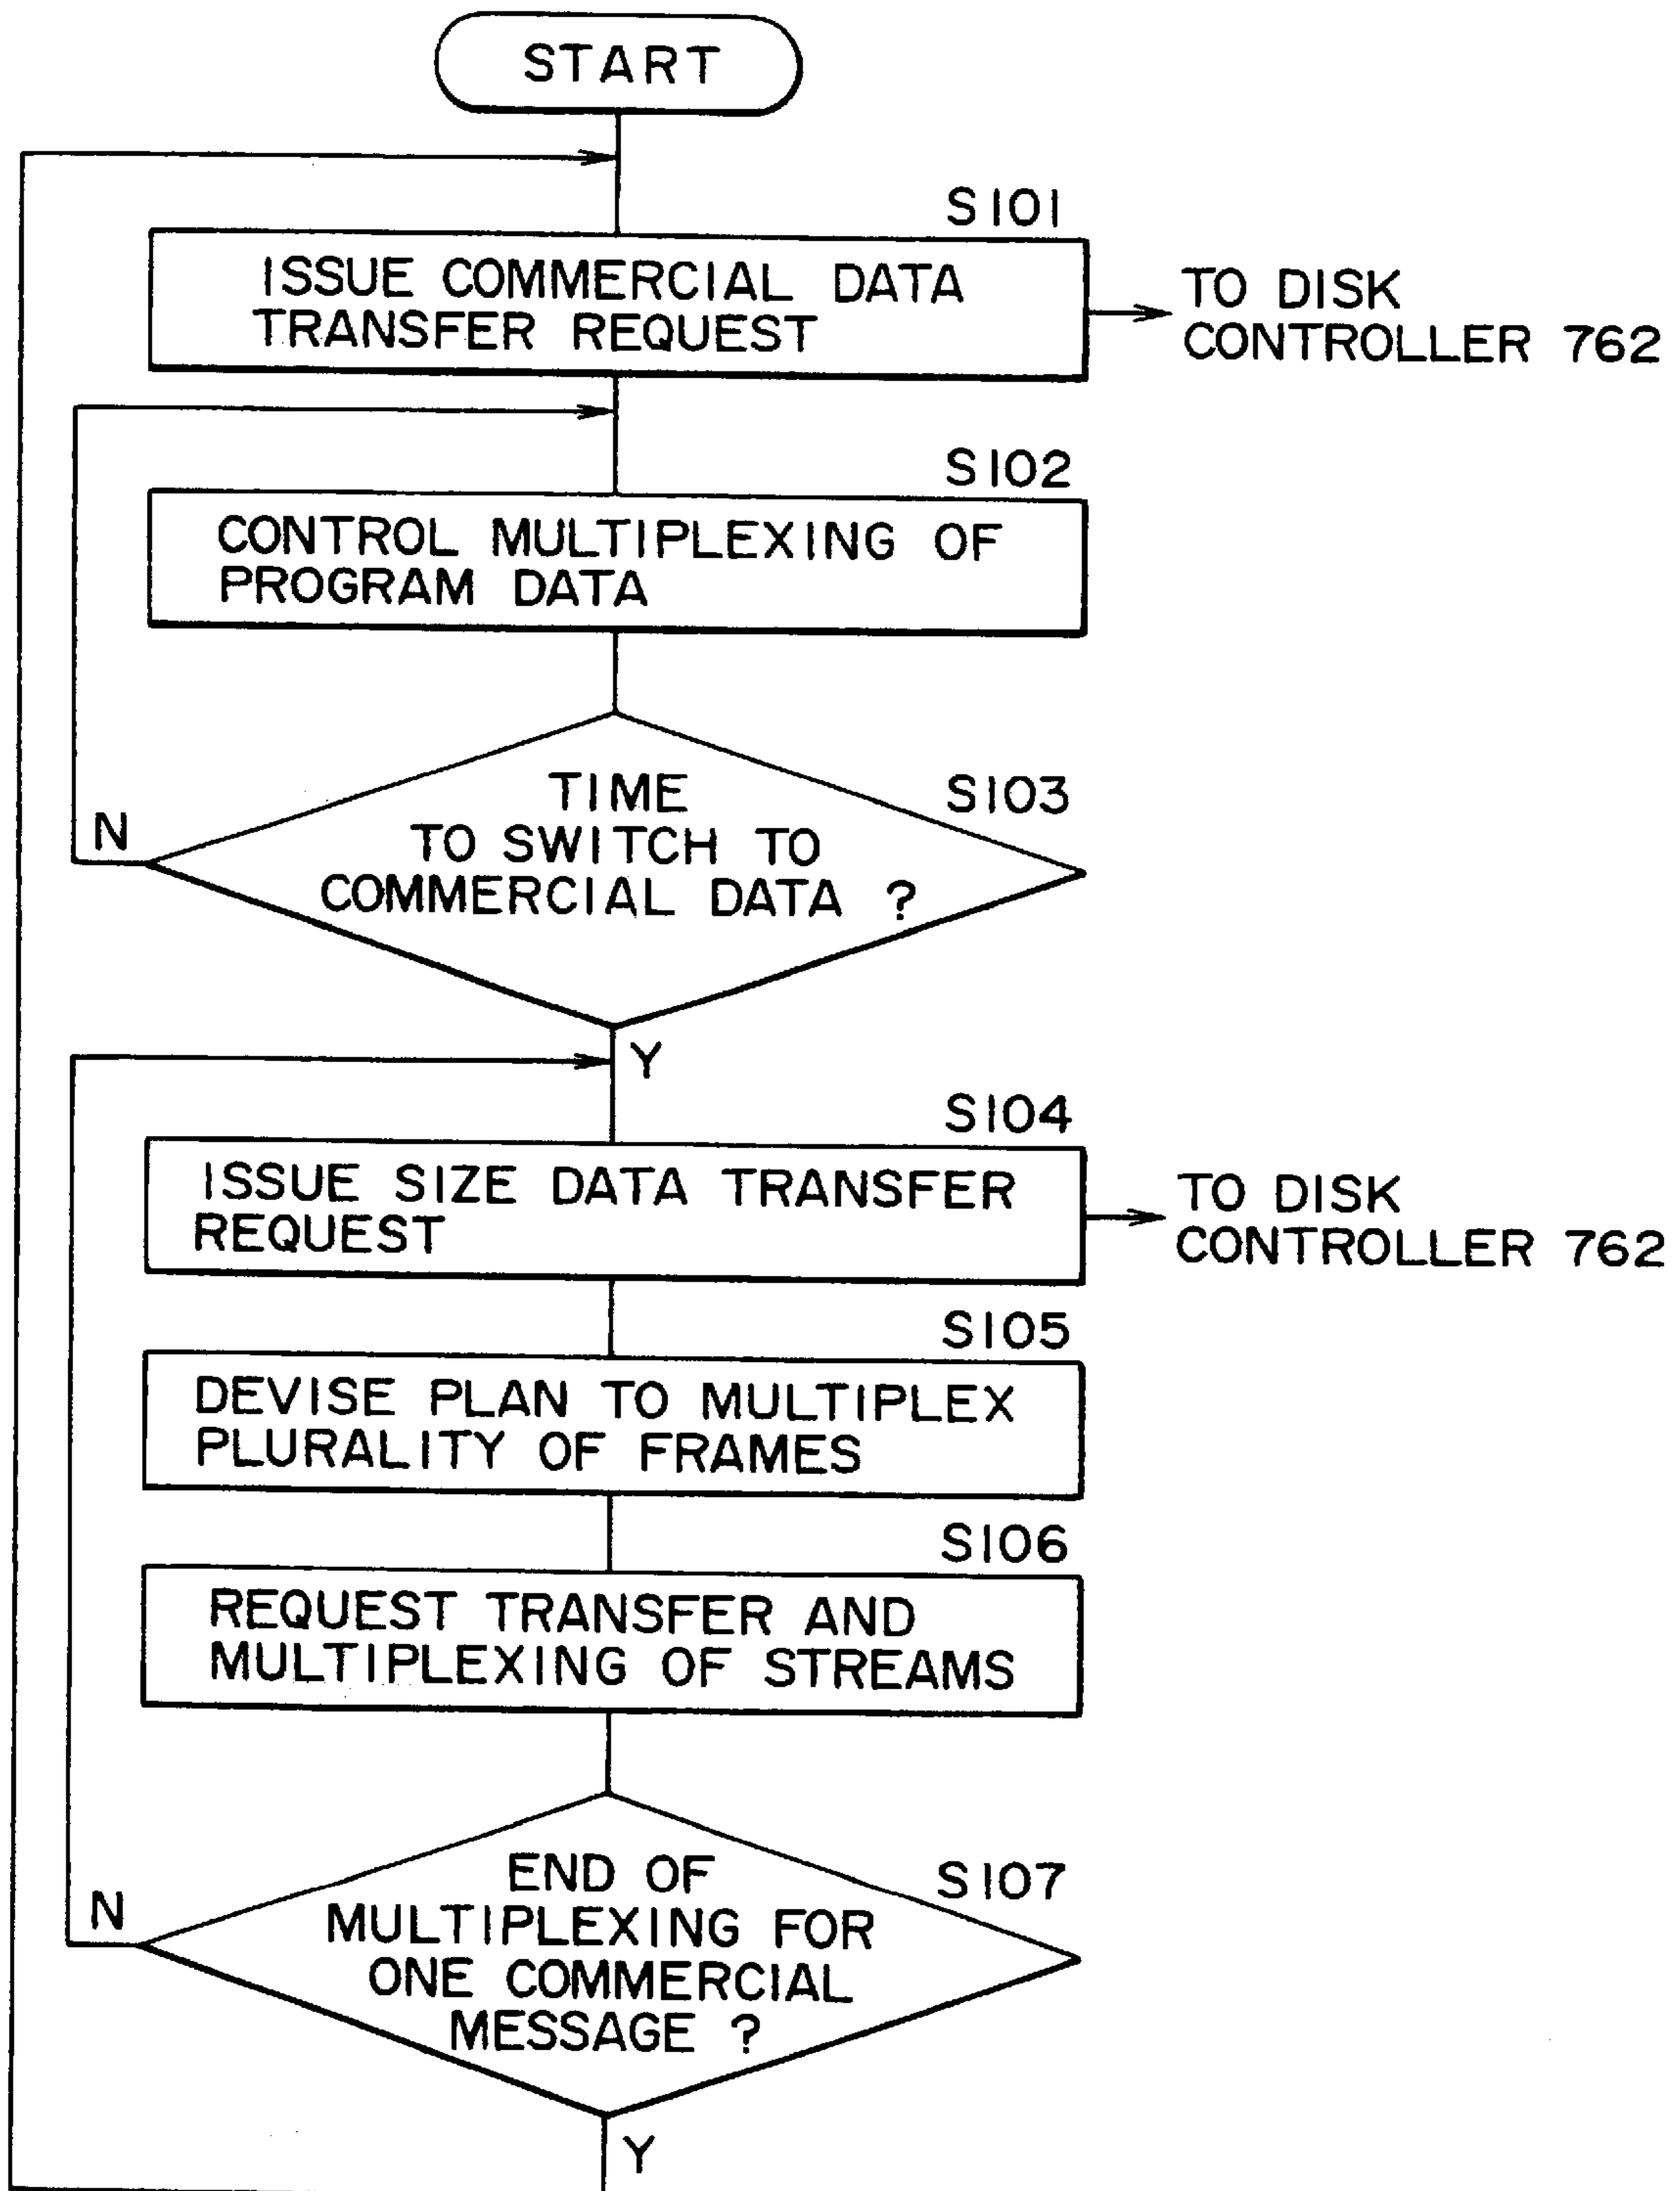 START
S101
ISSUE COMMERCIAL DATA
TRANSFER REQUEST
TO DISK
CONTROLLER 762
S102
CONTROL MULTIPLEXING OF
PROGRAM DATA
TIME
TO SWITCH TO
COMMERCIAL DATA ?
S103
N
Y
S104
ISSUE SIZE DATA TRANSFER
REQUEST
TO DISK
CONTROLLER 762
S105
DEVISE PLAN TO MULTIPLEX
PLURALITY OF FRAMES
S106
REQUEST TRANSFER AND
MULTIPLEXING OF STREAMS
END OF
MULTIPLEXING FOR
ONE COMMERCIAL
MESSAGE ?
S107
N
Y